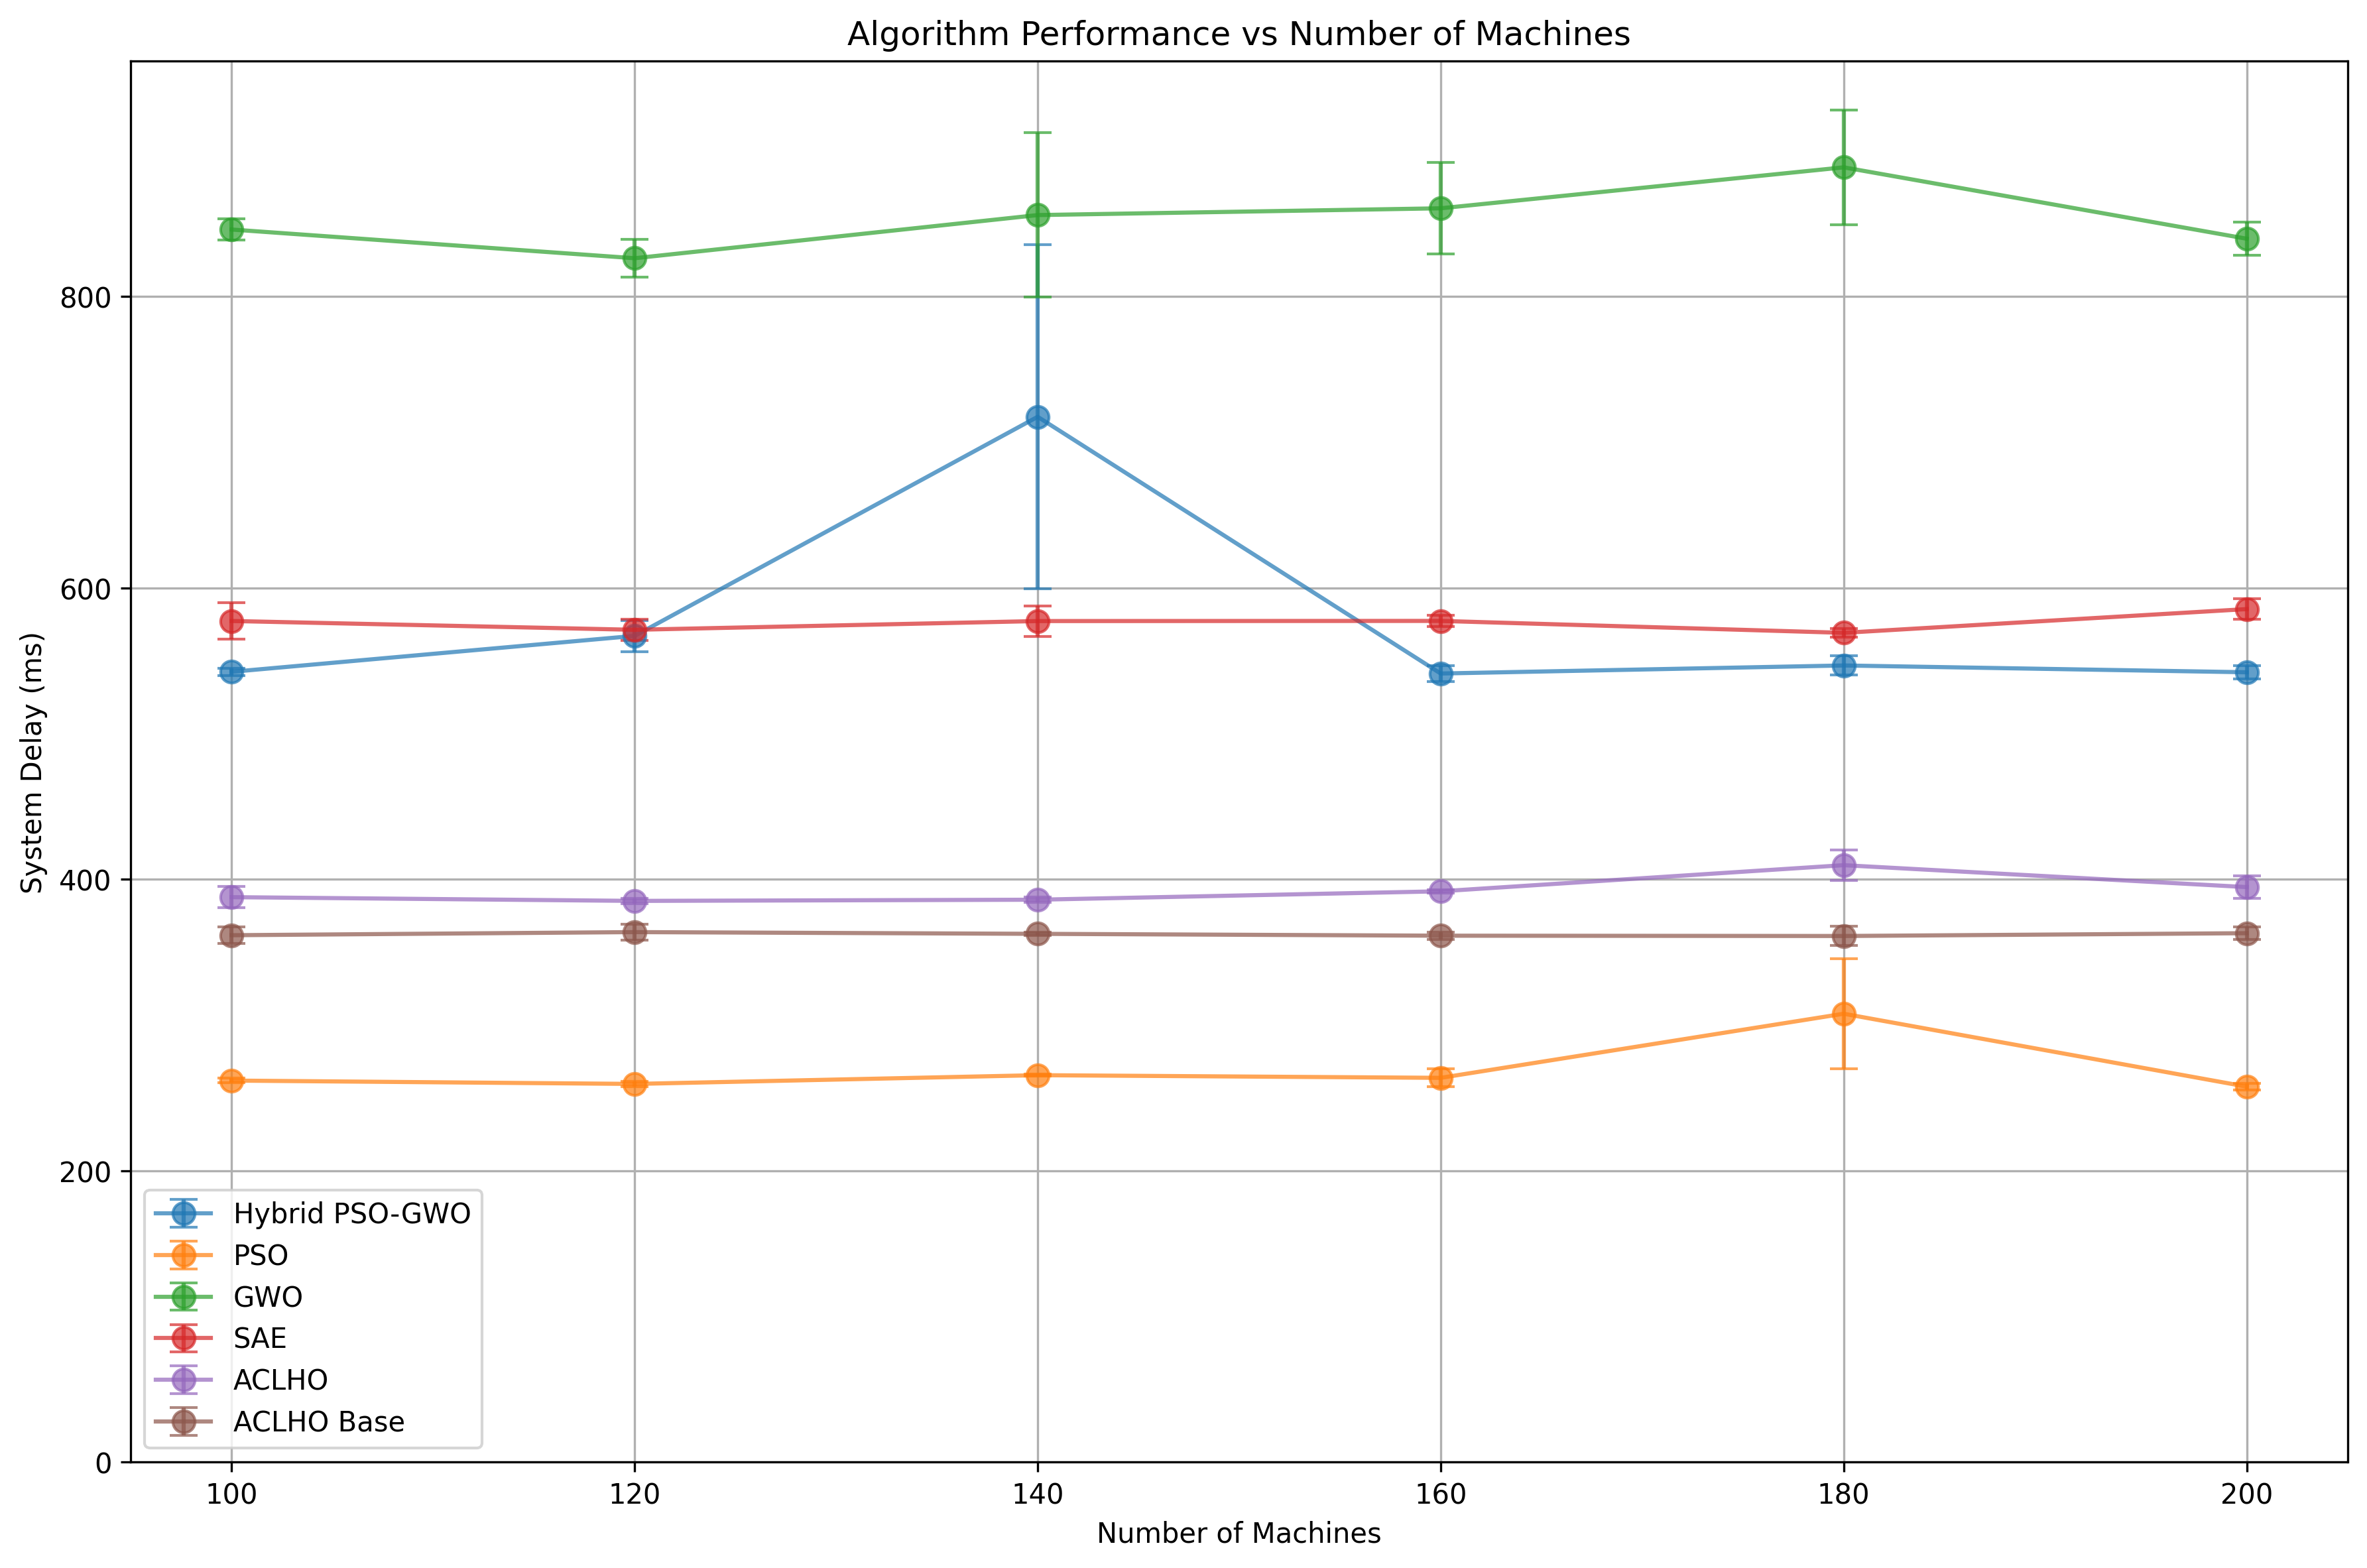 Algorithm Performance vs Number of Machines
System Delay (ms)
800
600
400
200
0
Hybrid PSO-GWO
PSO
GWO
SAE
ACLHO
ACLHO Base
100 120 140 160 180 200
Number of Machines